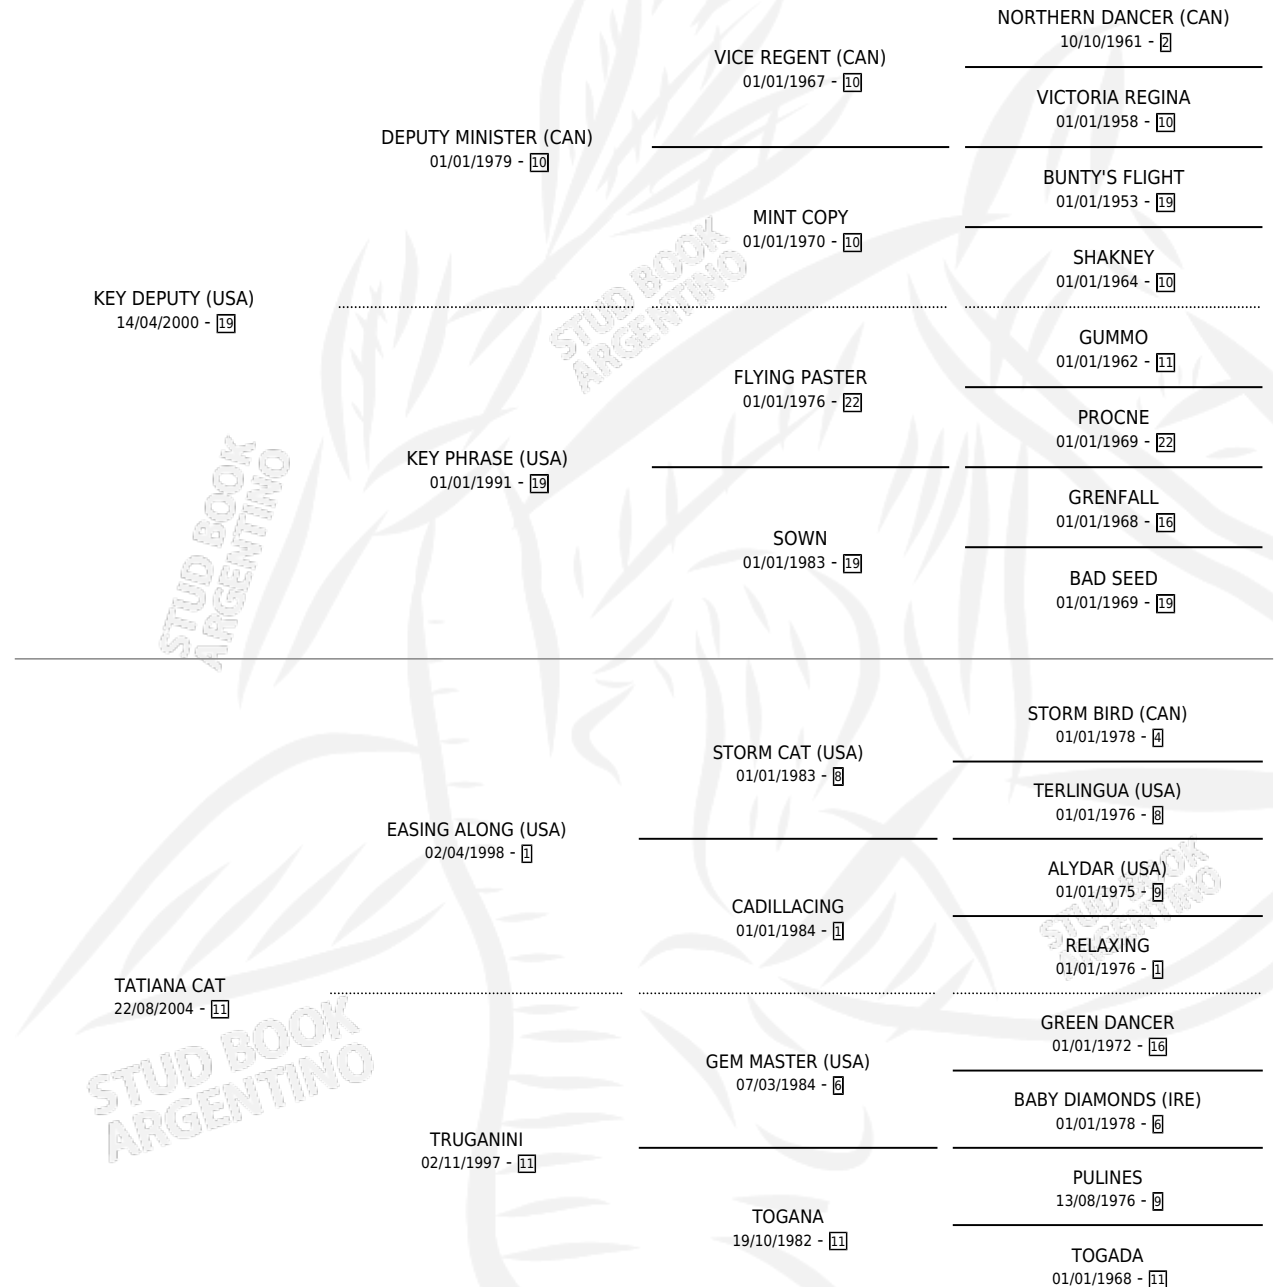 NORTHERN DANCER (CAN)
10/10/1961 - 2
VICE REGENT (CAN)
01/01/1967 - 10
VICTORIA REGINA
01/01/1958 - 10
DEPUTY MINISTER (CAN)
01/01/1979 - 10
BUNTY'S FLIGHT
01/01/1953 - 19
MINT COPY
01/01/1970 - 10
SHAKNEY
01/01/1964 - 10
KEY DEPUTY (USA)
14/04/2000 - 19
GUMMO
01/01/1962 - 11
FLYING PASTER
01/01/1976 - 22
PROCNE
01/01/1969 - 22
KEY PHRASE (USA)
01/01/1991 - 19
GRENFALL
01/01/1968 - 16
SOWN
01/01/1983 - 19
BAD SEED
01/01/1969 - 19
STUD BOOK
ARGENTINO
STUD BOOK
ARGENTINO
STORM BIRD (CAN)
01/01/1978 - 4
STORM CAT (USA)
01/01/1983 - 8
TERLINGUA (USA)
01/01/1976 - 8
EASING ALONG (USA)
02/04/1998 - 1
ALYDAR (USA)
01/01/1975 - 9
CADILLACING
01/01/1984 - 1
RELAXING
01/01/1976 - 1
TATIANA CAT
22/08/2004 - 11
GREEN DANCER
01/01/1972 - 16
GEM MASTER (USA)
07/03/1984 - 6
BABY DIAMONDS (IRE)
01/01/1978 - 6
TRUGANINI
02/11/1997 - 11
PULINES
13/08/1976 - 9
TOGANA
19/10/1982 - 11
TOGADA
01/01/1968 - 11
STUD BOOK
ARGENTINO
STUD BOOK
ARGENTINO